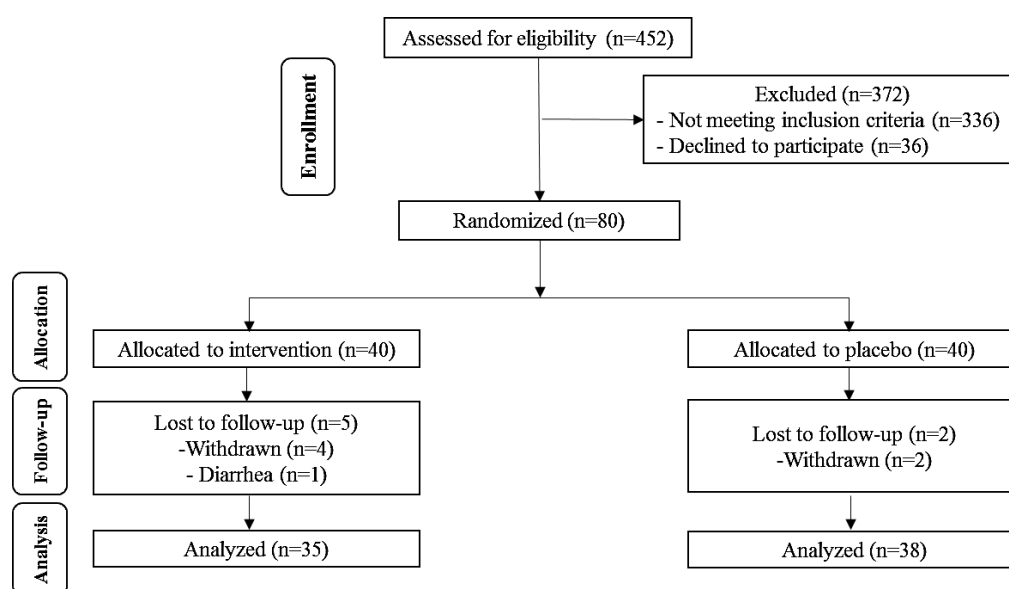 Assessed for eligibility (n=452)
Enrollment
Excluded (n=372)
- Not meeting inclusion criteria (n=336)
- Declined to participate (n=36)
Randomized (n=80)
Allocation
Allocated to intervention (n=40)
Allocated to placebo (n=40)
Follow-up
Lost to follow-up (n=5)
-Withdrawn (n=4)
- Diarrhea (n=1)
Lost to follow-up (n=2)
-Withdrawn (n=2)
Analysis
Analyzed (n=35)
Analyzed (n=38)